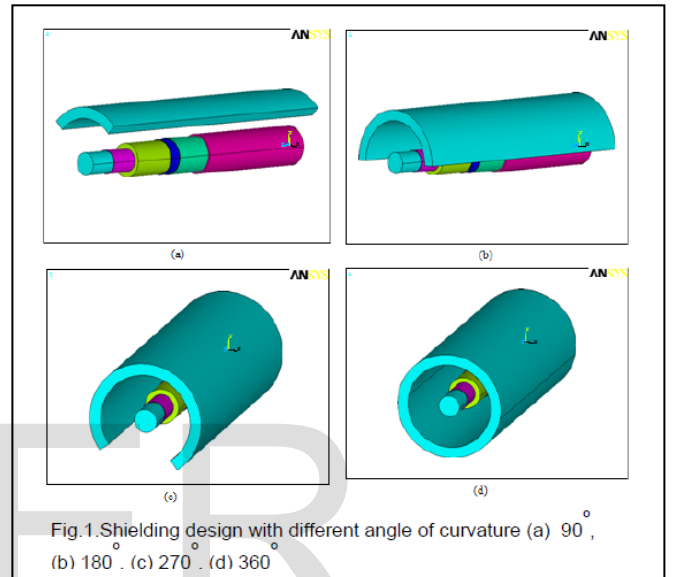 ANSYS
ANSYS
(a)
(b)
ANSYS
ANSYS
(c)
(d)
Fig.1.Shielding design with different angle of curvature (a) 90°,
(b) 180°. (c) 270°. (d) 360°